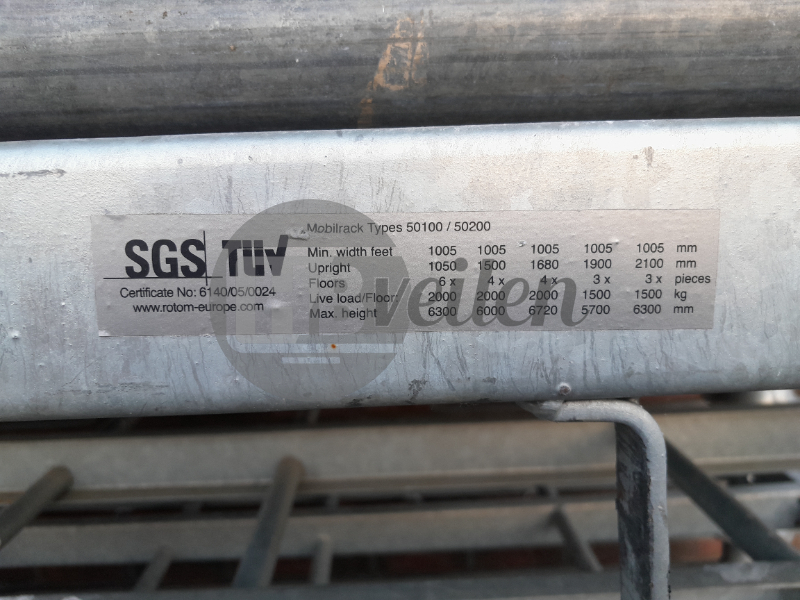 Mobilrack Types 50100 / 50200
SGS TÜV
Certificate No: 6140/05/0024
www.rotom-europe.com
Min. width feet 1005 1005 1005 1005 1005 mm
Upright 1050 1500 1680 1900 2100 mm
Floors 6 x 4 x 4 x 3 x 3 x pieces
Live load/Floor: 2000 2000 2000 1500 1500 kg
Max. height 6300 6000 6720 5700 6300 mm
veilen